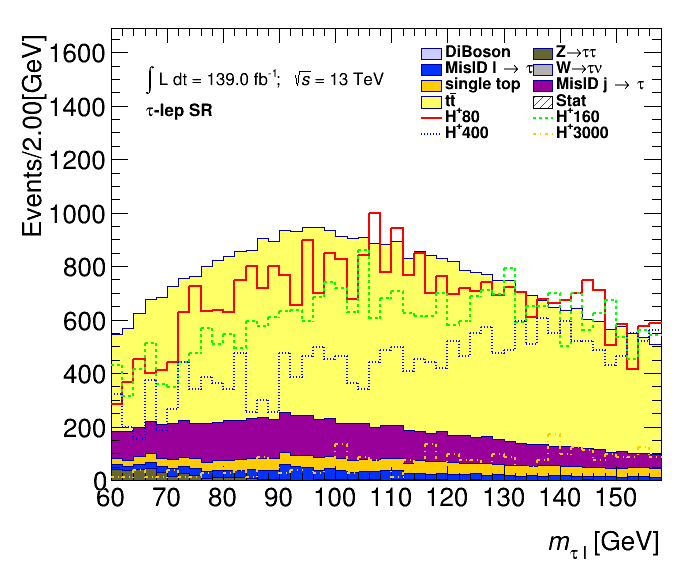 Events/2.00[GeV]
1600
1400
1200
1000
800
600
400
200
0
∫ L dt = 139.0 fb⁻¹; √s = 13 TeV
τ-lep SR
DiBoson Z→ττ
MisID l → τ W→τν
single top MisID j → τ
tt̄ Stat
H⁺80 H⁺160
H⁺400 H⁺3000
60 70 80 90 100 110 120 130 140 150
m_τ l [GeV]